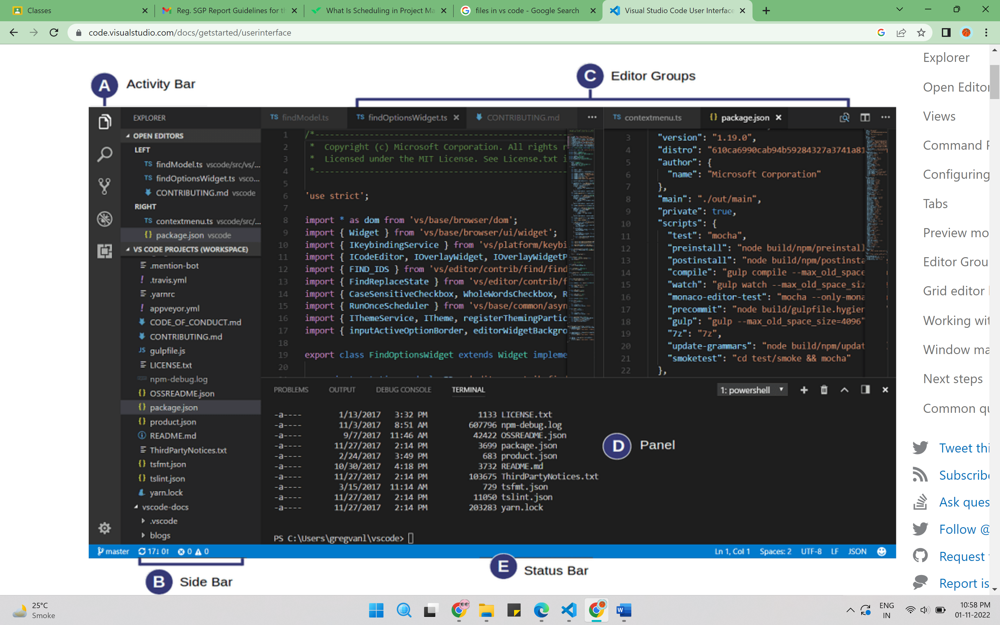 Classes
Reg. SGP Report Guidelines for th
What Is Scheduling in Project Ma
files in vs code - Google Search
Visual Studio Code User Interface
code.visualstudio.com/docs/getstarted/userinterface
A Activity Bar
C Editor Groups
EXPLORER
OPEN EDITORS
LEFT
TS findModel.ts vscode/src/vs/...
TS findOptionsWidget.ts vsco...
CONTRIBUTING.md vscode
RIGHT
TS contextmenu.ts vscode/src/...
{} package.json vscode
VS CODE PROJECTS (WORKSPACE)
.mention-bot
! .travis.yml
.yarnrc
! appveyor.yml
CODE_OF_CONDUCT.md
CONTRIBUTING.md
JS gulpfile.js
LICENSE.txt
npm-debug.log
{} OSSREADME.json
{} package.json
{} product.json
README.md
ThirdPartyNotices.txt
{} tsfmt.json
{} tslint.json
yarn.lock
vscode-docs
.vscode
blogs
TS findModel.ts
TS findOptionsWidget.ts
CONTRIBUTING.md
...
1 /*--------------------------------------------------------
2 * Copyright (c) Microsoft Corporation. All rights r
3 * Licensed under the MIT License. See License.txt i
4 *--------------------------------------------------------
5
6 'use strict';
7
8 import * as dom from 'vs/base/browser/dom';
9 import { Widget } from 'vs/base/browser/ui/widget';
10 import { IKeybindingService } from 'vs/platform/keybi
11 import { ICodeEditor, IOverlayWidget, IOverlayWidgetP
12 import { FIND_IDS } from 'vs/editor/contrib/find/find
13 import { FindReplaceState } from 'vs/editor/contrib/f
14 import { CaseSensitiveCheckbox, WholeWordsCheckbox, R
15 import { RunOnceScheduler } from 'vs/base/common/asyn
16 import { IThemeService, ITheme, registerThemingPartic
17 import { inputActiveOptionBorder, editorWidgetBackgro
18
19 export class FindOptionsWidget extends Widget impleme
20
TS contextmenu.ts
{} package.json
...
3 "version": "1.19.0",
4 "distro": "610ca6990cab94b59284327a3741a81
5 "author": {
6 "name": "Microsoft Corporation"
7 },
8 "main": "./out/main",
9 "private": true,
10 "scripts": {
11 "test": "mocha",
12 "preinstall": "node build/npm/preinstall
13 "postinstall": "node build/npm/postinsta
14 "compile": "gulp compile --max_old_space
15 "watch": "gulp watch --max_old_space_siz
16 "monaco-editor-test": "mocha --only-mona
17 "precommit": "node build/gulpfile.hygien
18 "gulp": "gulp --max_old_space_size=4096"
19 "7z": "7z",
20 "update-grammars": "node build/npm/updat
21 "smoketest": "cd test/smoke && mocha"
22 },
PROBLEMS OUTPUT DEBUG CONSOLE TERMINAL
1: powershell
-a---- 1/13/2017 3:32 PM 1133 LICENSE.txt
-a---- 11/3/2017 8:51 AM 607796 npm-debug.log
-a---- 9/7/2017 11:46 AM 42422 OSSREADME.json
-a---- 11/27/2017 2:14 PM 3699 package.json
-a---- 2/24/2017 3:49 PM 683 product.json
-a---- 10/30/2017 4:18 PM 3732 README.md
-a---- 11/27/2017 2:14 PM 103675 ThirdPartyNotices.txt
-a---- 3/15/2017 11:14 AM 729 tsfmt.json
-a---- 11/27/2017 2:14 PM 11050 tslint.json
-a---- 11/27/2017 2:14 PM 203283 yarn.lock
PS C:\Users\gregvanl\vscode>
D Panel
master 17↓ 0↑ 0 0
Ln 1, Col 1 Spaces: 2 UTF-8 LF JSON
B Side Bar
E Status Bar
Explorer
Open Editor
Views
Command P
Configuring
Tabs
Preview mo
Editor Grou
Grid editor l
Working wit
Window ma
Next steps
Common qu
Tweet thi
Subscribe
Ask ques
Follow @
Request
Report is
25°C
Smoke
ENG
IN
10:58 PM
01-11-2022